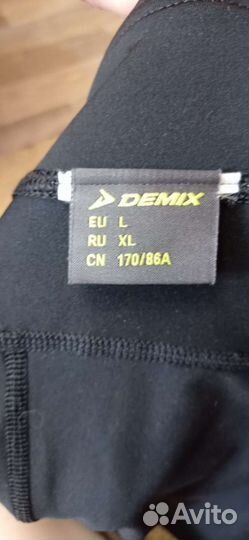 DEMIX
EU L
RU XL
CN 170/86A
Avito